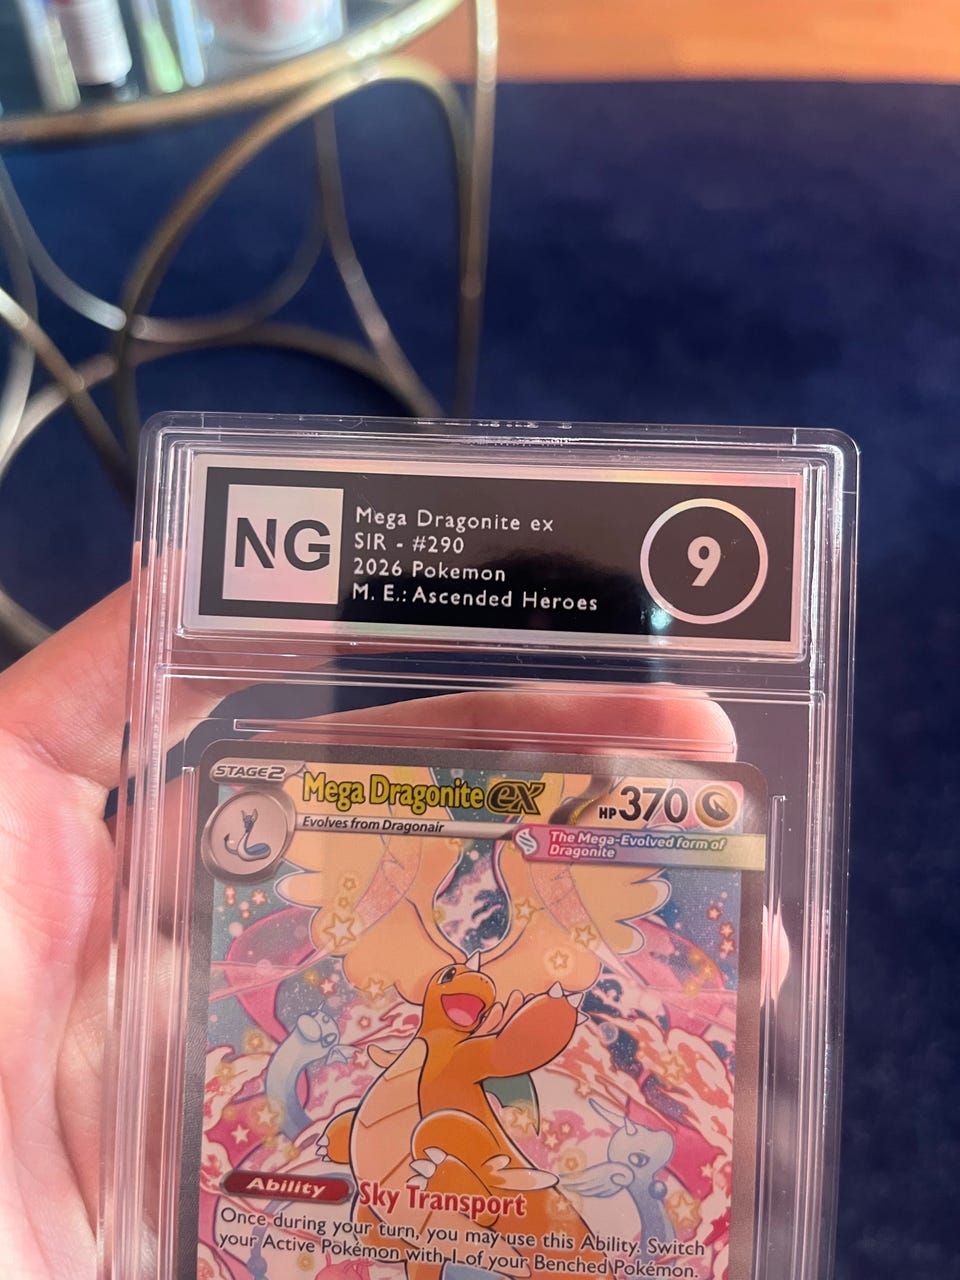 NG
Mega Dragonite ex
SIR - #290
2026 Pokemon
M. E.: Ascended Heroes
9
STAGE2
Mega Dragonite ex
HP 370
Evolves from Dragonair
The Mega-Evolved form of
Dragonite
Ability Sky Transport
Once during your turn, you may use this Ability. Switch
your Active Pokémon with 1 of your Benched Pokémon.